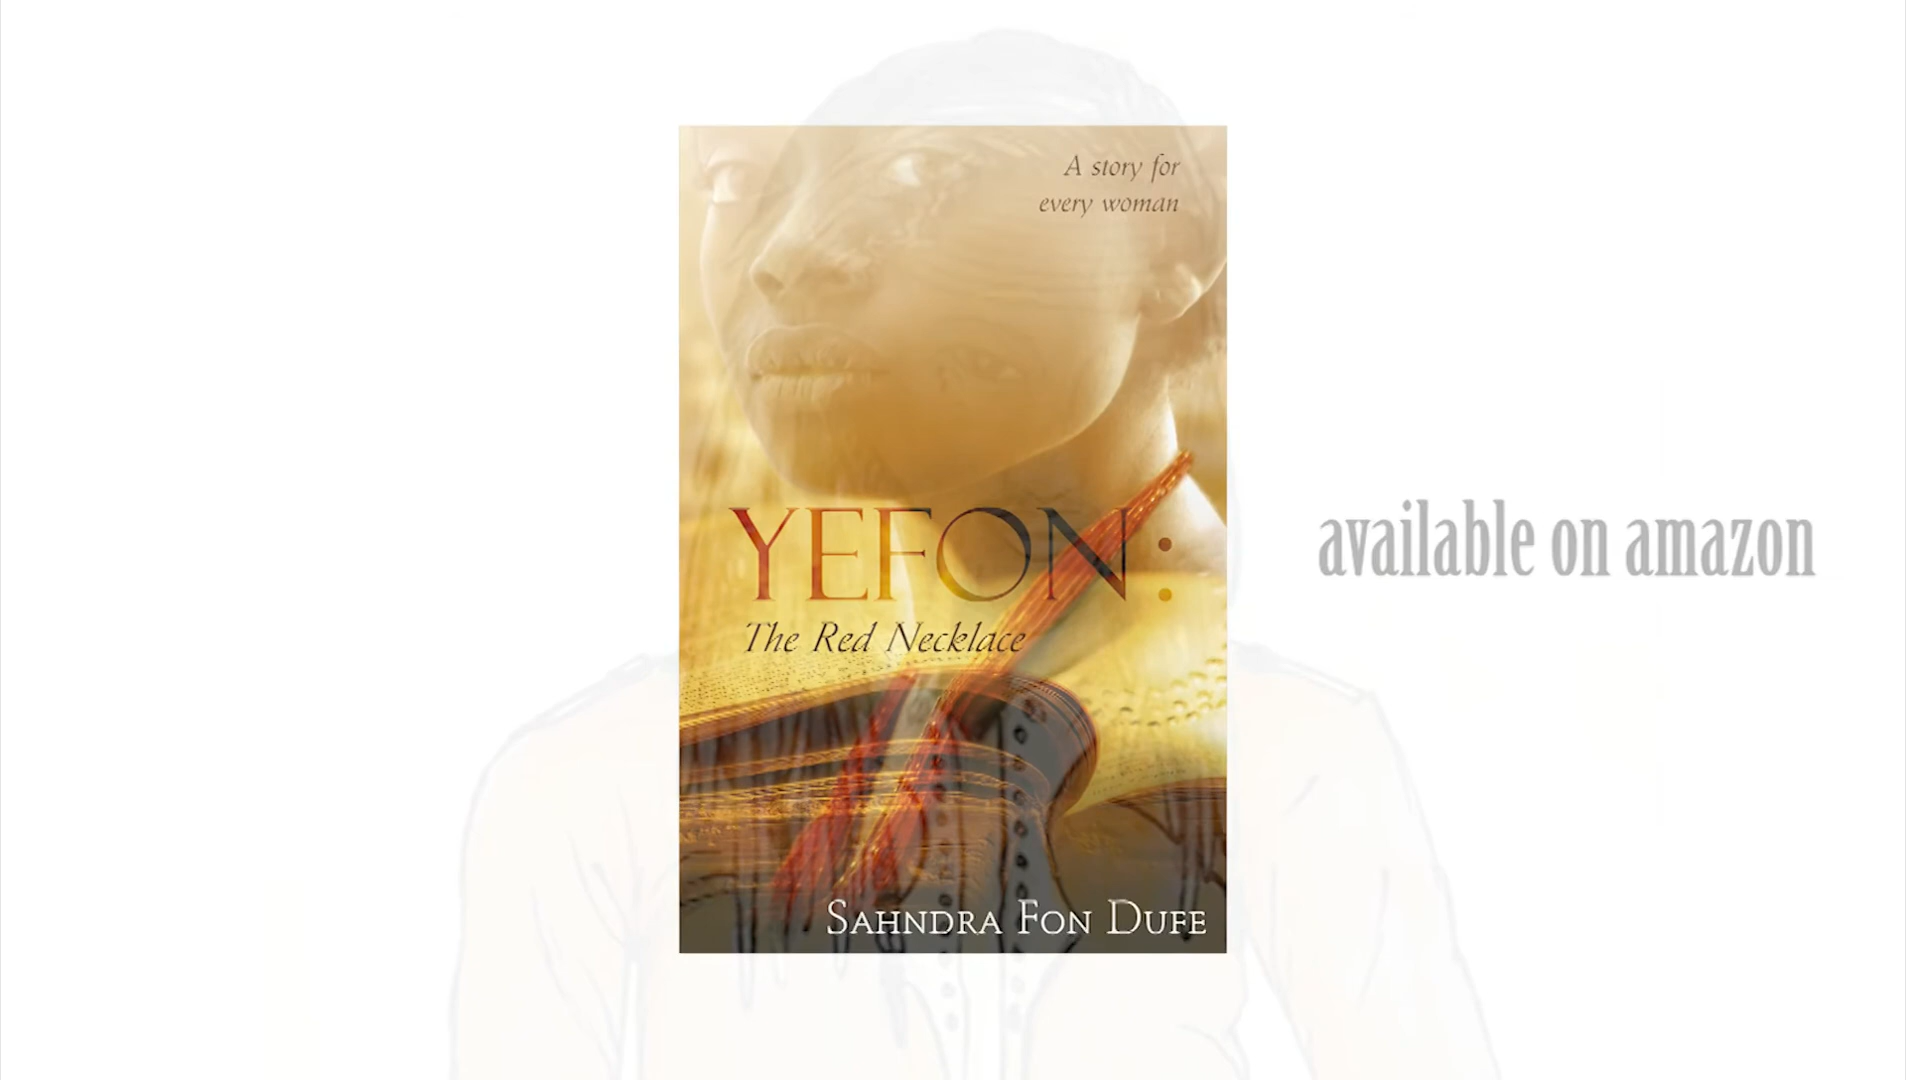 A story for
every woman
YEFON:
The Red Necklace
SAHNDRA FON DUFE
available on amazon